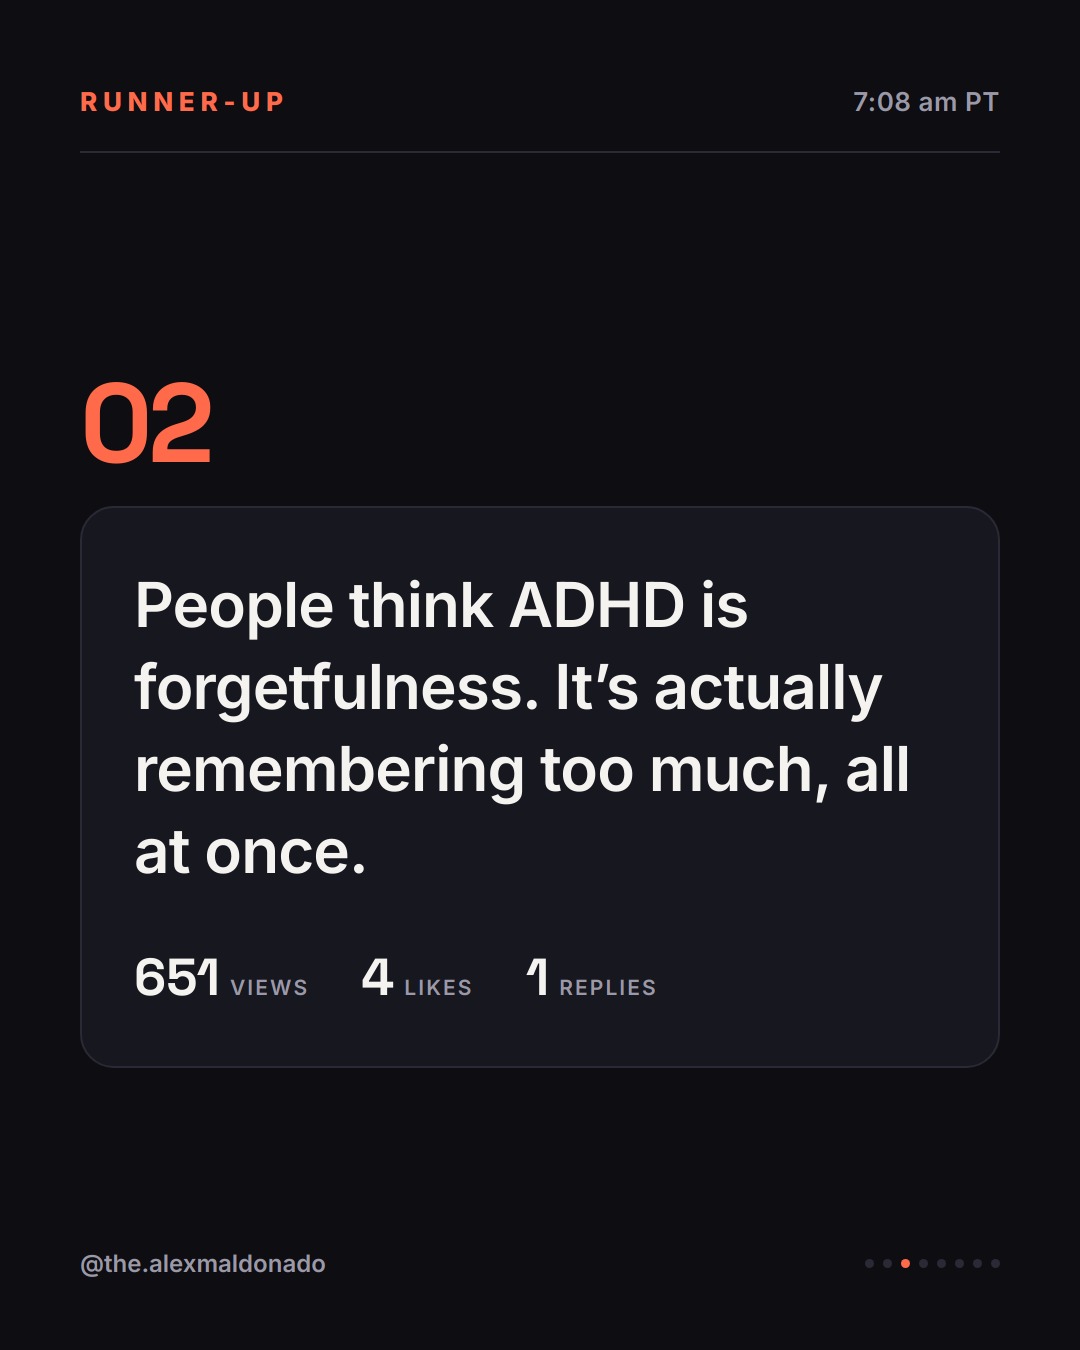 RUNNER-UP
7:08 am PT
02
People think ADHD is
forgetfulness. It’s actually
remembering too much, all
at once.
651 VIEWS 4 LIKES 1 REPLIES
@the.alexmaldonado